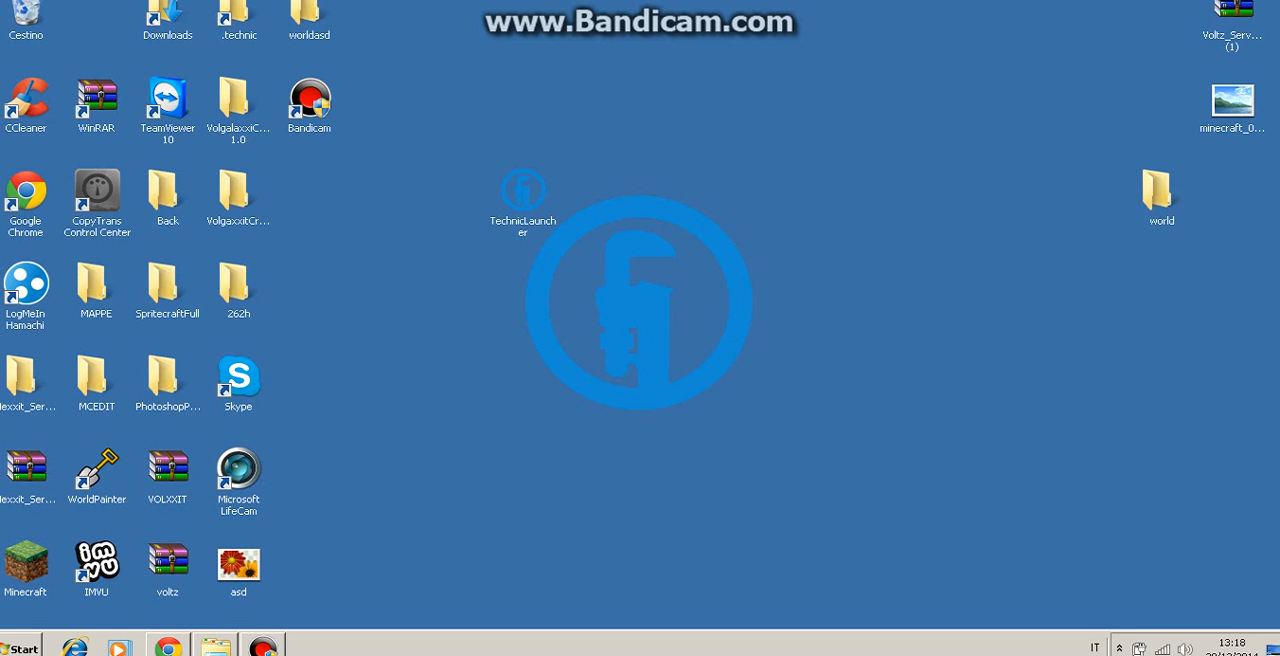 www.Bandicam.com
Cestino
Downloads
.technic
worldasd
Voltz_Serv...
(1)
CCleaner
WinRAR
TeamViewer
10
VolgalaxxiC...
1.0
Bandicam
minecraft_0...
Google
Chrome
CopyTrans
Control Center
Back
VolgaxxitCr...
TechnicLaunch
er
world
LogMeIn
Hamachi
MAPPE
SpritecraftFull
262h
lexxit_Ser...
MCEDIT
PhotoshopP...
Skype
lexxit_Ser...
WorldPainter
VOLXXIT
Microsoft
LifeCam
Minecraft
IMVU
voltz
asd
Start
IT
13:18